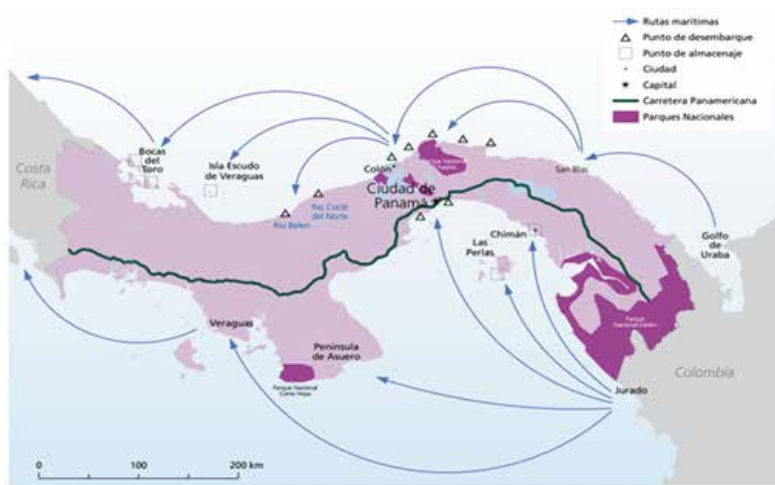 Rutas marítimas
Punto de desembarque
Punto de almacenaje
Ciudad
Capital
Carretera Panamericana
Parques Nacionales
Costa
Rica
Bocas
del
Toro
Isla Escudo
de Veraguas
Colón
Ciudad de
Panamá
Río Coclé
del Norte
Río Belen
San Blas
Golfo
de
Uraba
Chimán
Las
Perlas
Veraguas
Península
de Asuero
Parque Nacional
Cerro Hoya
Parque
Nacional Darién
Jurado
Colombia
0 100 200 km